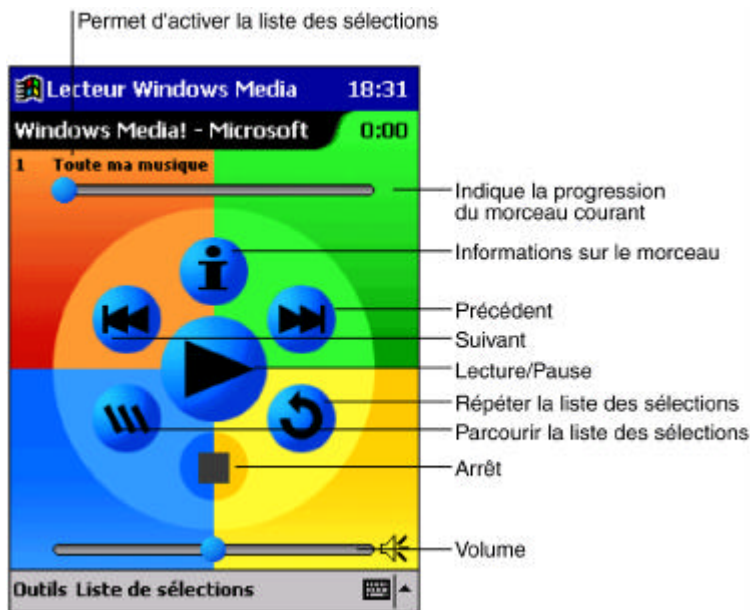 Permet d'activer la liste des sélections
Lecteur Windows Media 18:31
Windows Media! - Microsoft 0:00
1 Toute ma musique
Indique la progression
du morceau courant
Informations sur le morceau
Précédent
Suivant
Lecture/Pause
Répéter la liste des sélections
Parcourir la liste des sélections
Arrêt
Volume
Outils Liste de sélections